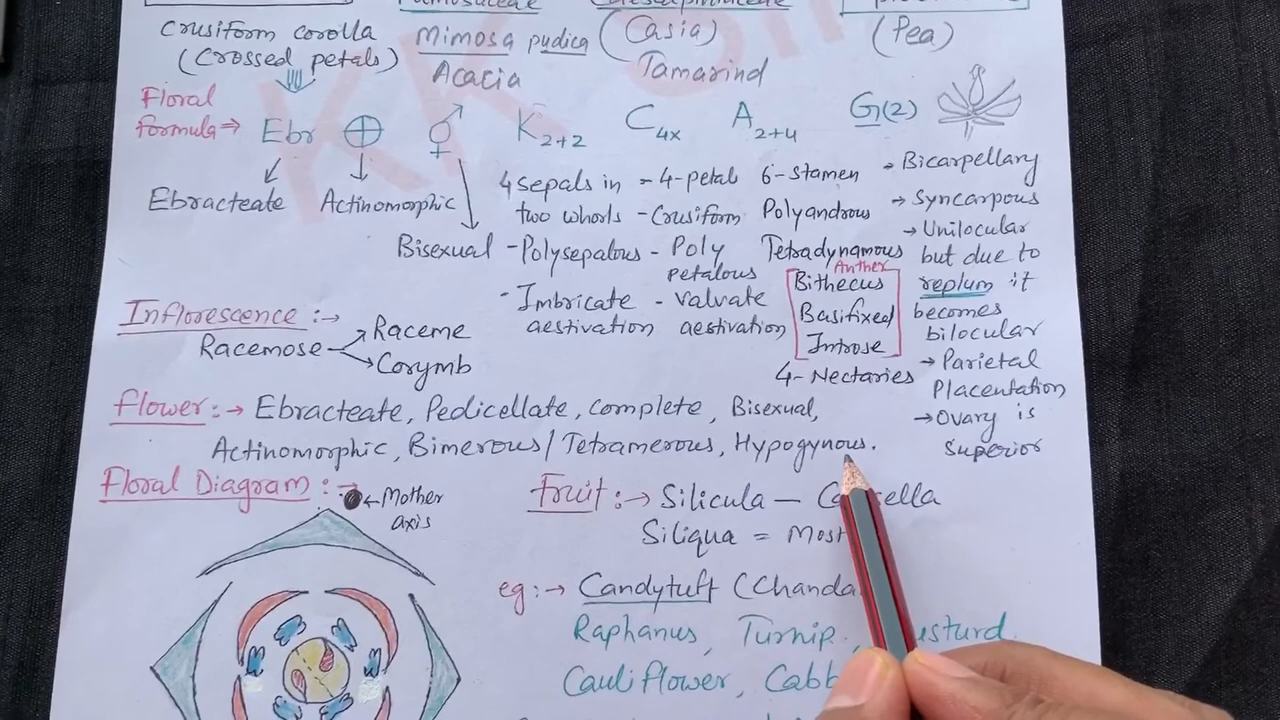 Crusiform corolla
(Crossed petals)
Mimosa pudica
Acacia
(Casia)
Tamarind
(Pea)
Floral
formula ⇒ Ebr ⊕ ⚥ K2+2 C4x A2+4 G(2)
Ebracteate Actinomorphic
Bisexual
4 sepals in
two whorls
-Polysepalous
- Imbricate
aestivation
- 4-petal
-Crusiform
- Poly
petalous
- valvate
aestivation
6-stamen
Polyandrous
Tetradynamous
Anther
Bithecus
Basifixed
Introse
4-Nectaries
→ Bicarpellary
→ Syncarpous
→ Unilocular
but due to
replum it
becomes
bilocular
→ Parietal
Placentation
→ Ovary is
Superior
Inflorescence :→
Racemose
Raceme
Corymb
flower :→ Ebracteate, Pedicellate, Complete, Bisexual,
Actinomorphic, Bimerous/Tetramerous, Hypogynous.
Floral Diagram :→
←Mother
axis
Fruit :→ Silicula —
Siliqua = Most
eg :→ Candytuft
Raphanus, Turnip,
Cauliflower,